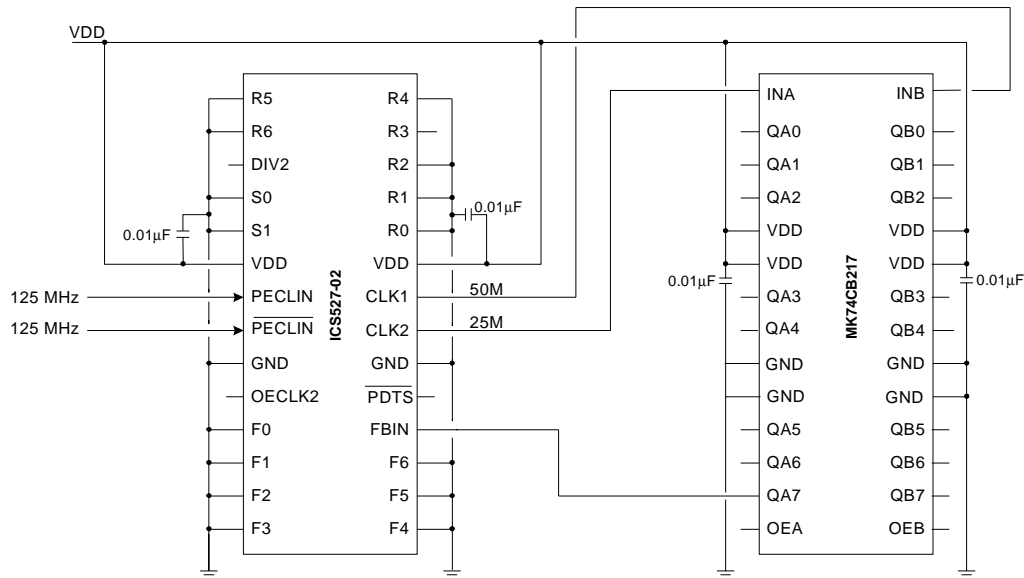 VDD
R5 R4 INA INB
R6 R3 QA0 QB0
DIV2 R2 QA1 QB1
S0 R1 QA2 QB2
0.01µF
0.01µF
S1 R0 VDD VDD
VDD VDD VDD VDD
0.01µF
0.01µF
125 MHz PECLIN CLK1 50M QA3 QB3
125 MHz PECLIN CLK2 25M QA4 QB4
ICS527-02
MK74CB217
GND GND GND GND
OECLK2 PDTS GND GND
F0 FBIN QA5 QB5
F1 F6 QA6 QB6
F2 F5 QA7 QB7
F3 F4 OEA OEB